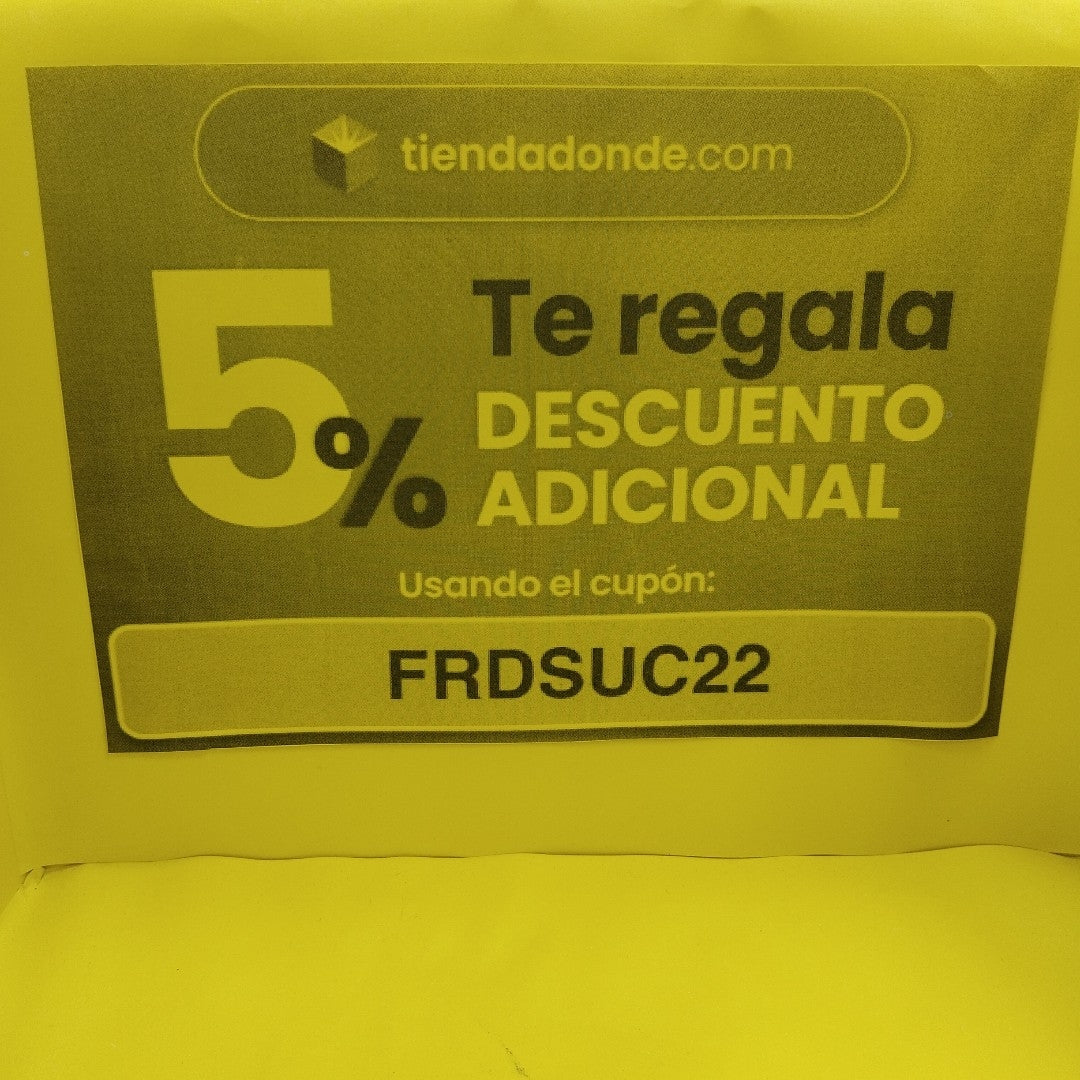 tiendadonde.com
5%
Te regala
DESCUENTO
ADICIONAL
Usando el cupón:
FRDSUC22